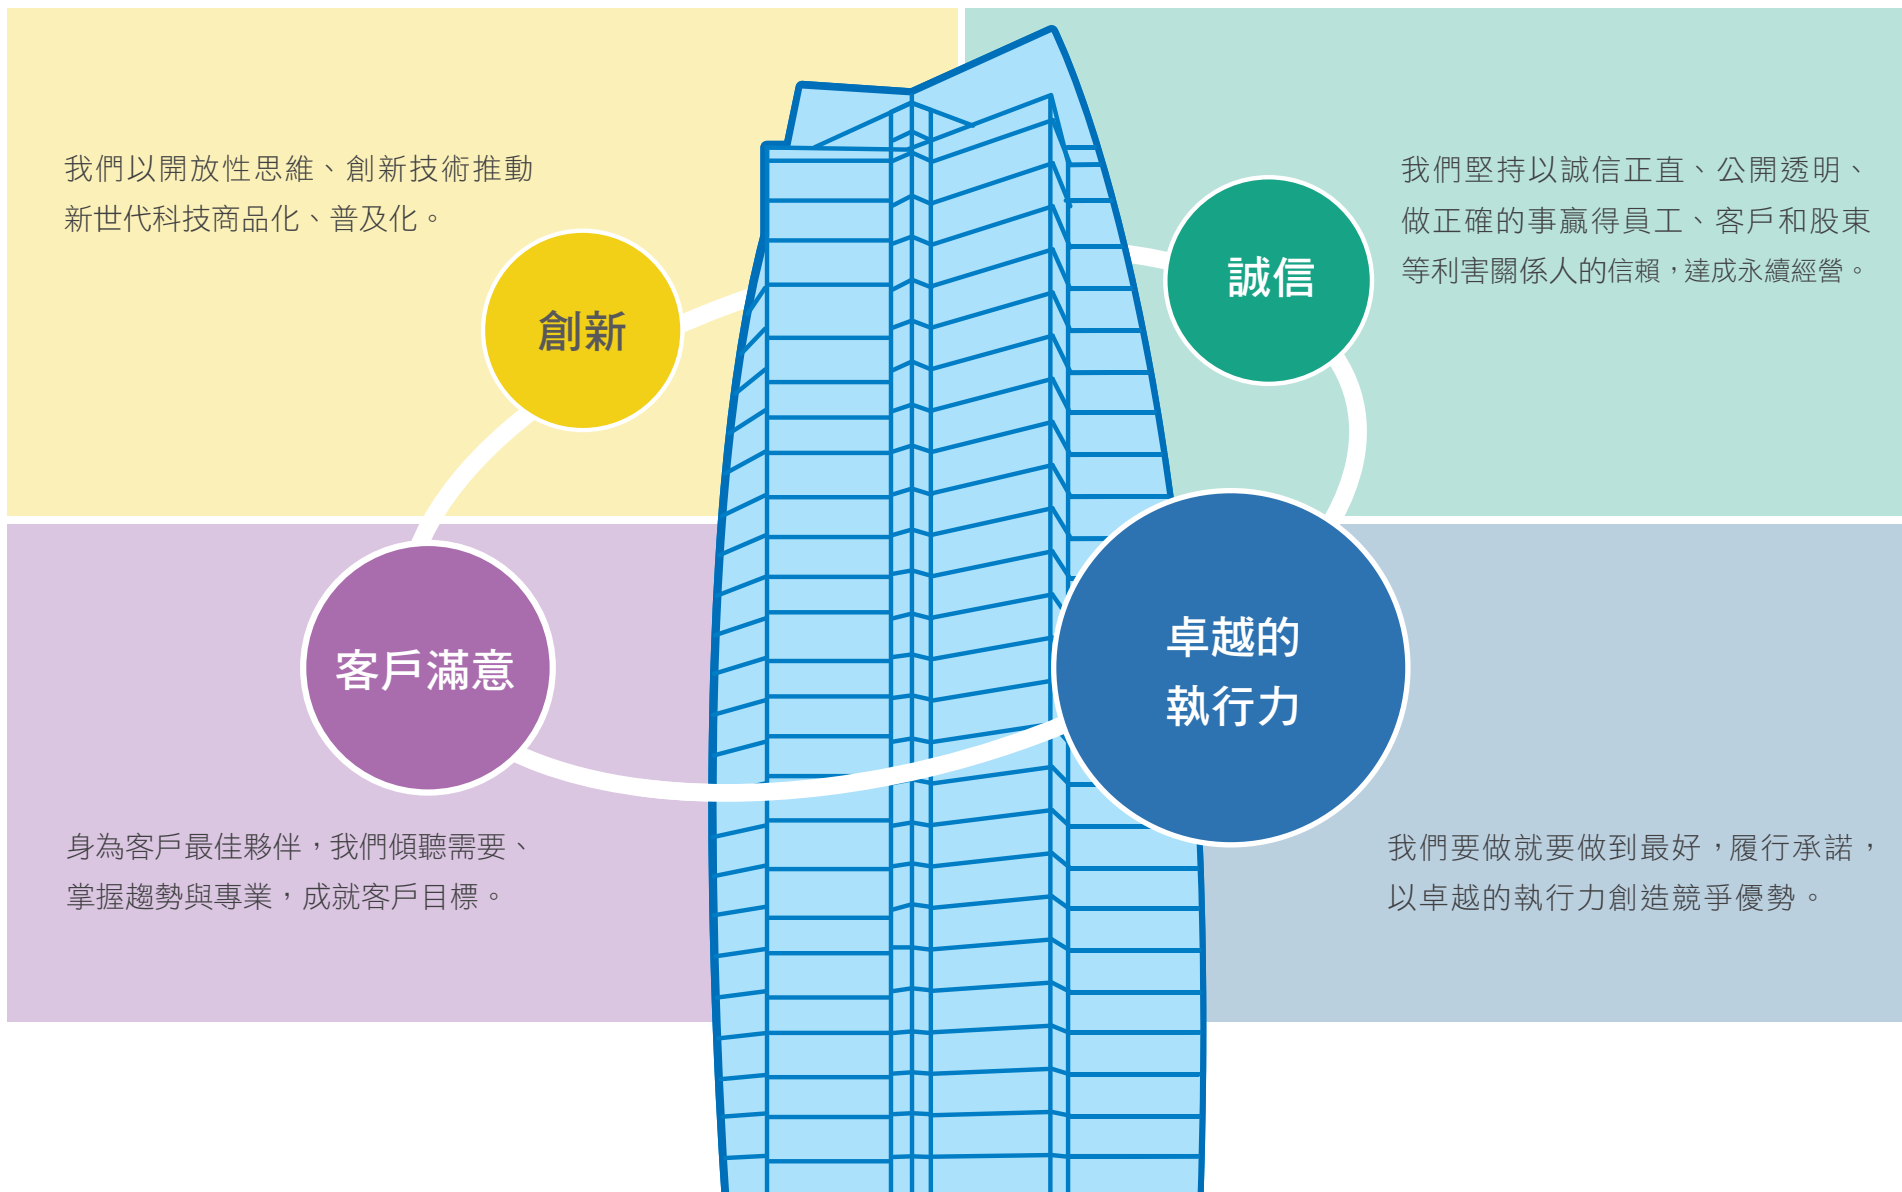 我們以開放性思維、創新技術推動
新世代科技商品化、普及化。
創新
我們堅持以誠信正直、公開透明、
做正確的事贏得員工、客戶和股東
等利害關係人的信賴,達成永續經營。
誠信
客戶滿意
身為客戶最佳夥伴,我們傾聽需要、
掌握趨勢與專業,成就客戶目標。
卓越的
執行力
我們要做就要做到最好,履行承諾,
以卓越的執行力創造競爭優勢。